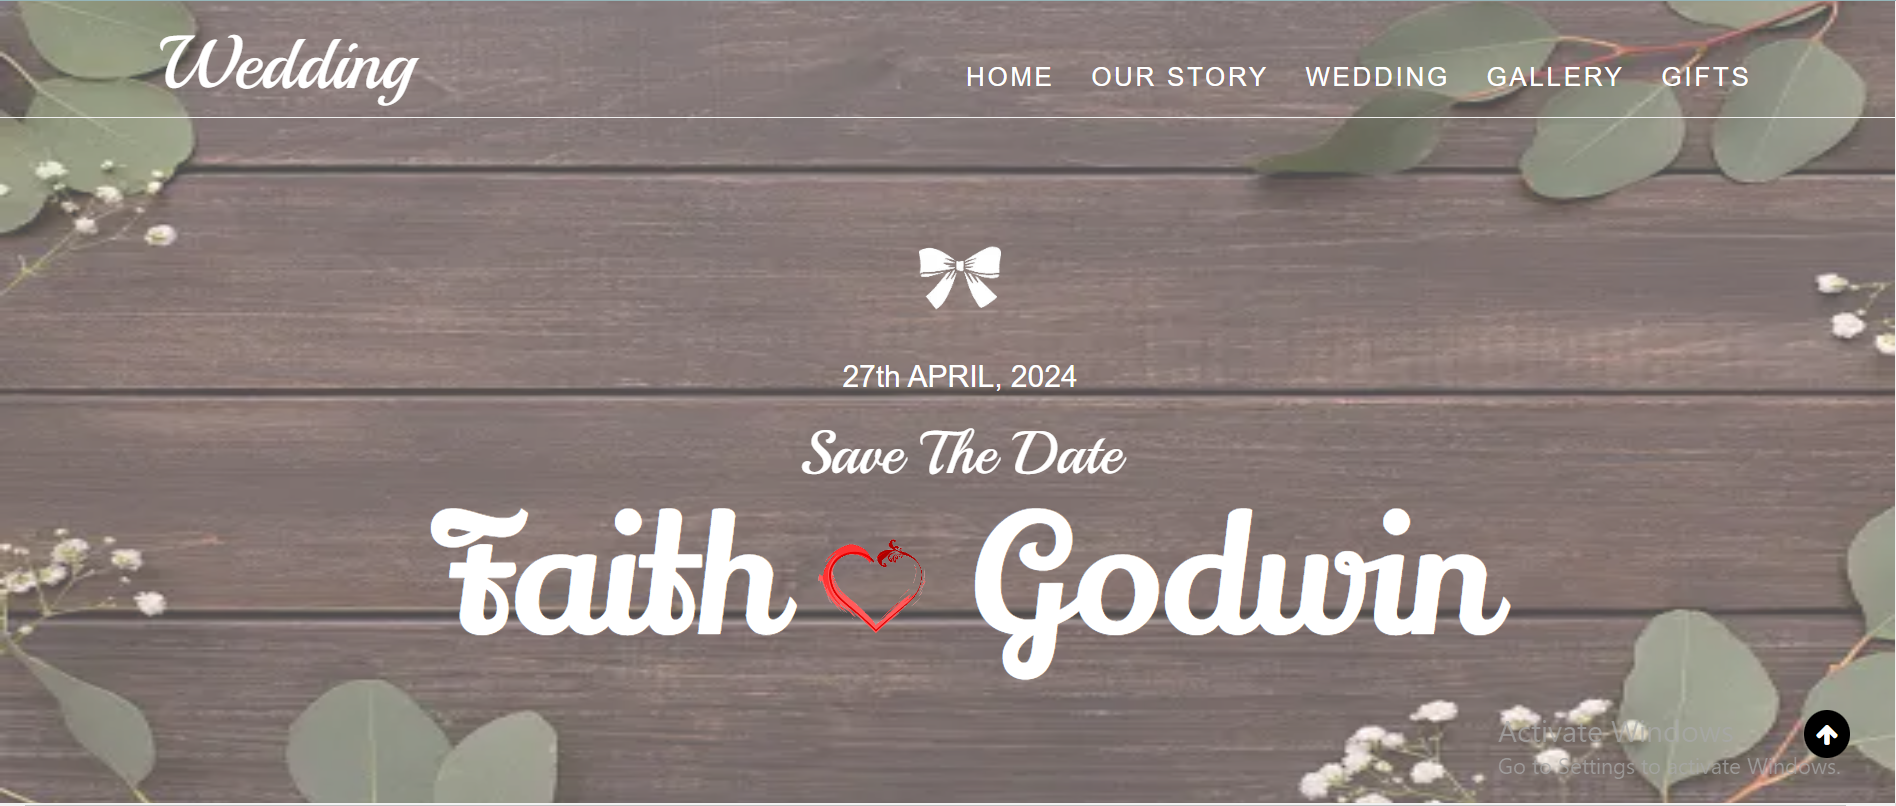 Wedding
HOME OUR STORY WEDDING GALLERY GIFTS
27th APRIL, 2024
Save The Date
Faith Godwin
Activate Windows
Go to Settings to activate Windows.